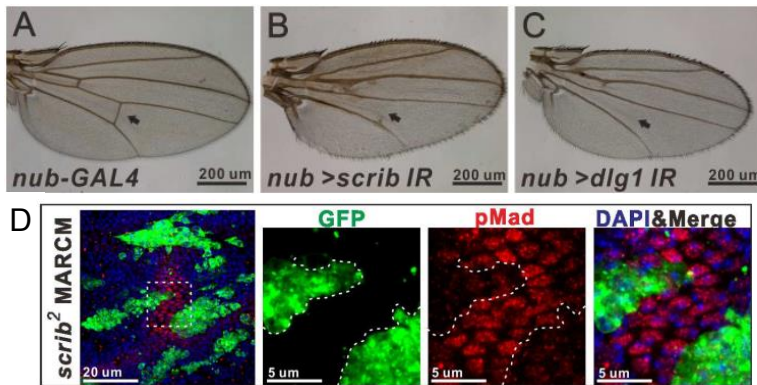 A
B
C
nub-GAL4
200 um
nub >scrib IR
200 um
nub >dlg1 IR
200 um
D
GFP
pMad
DAPI&Merge
scrib² MARCM
20 um
5 um
5 um
5 um